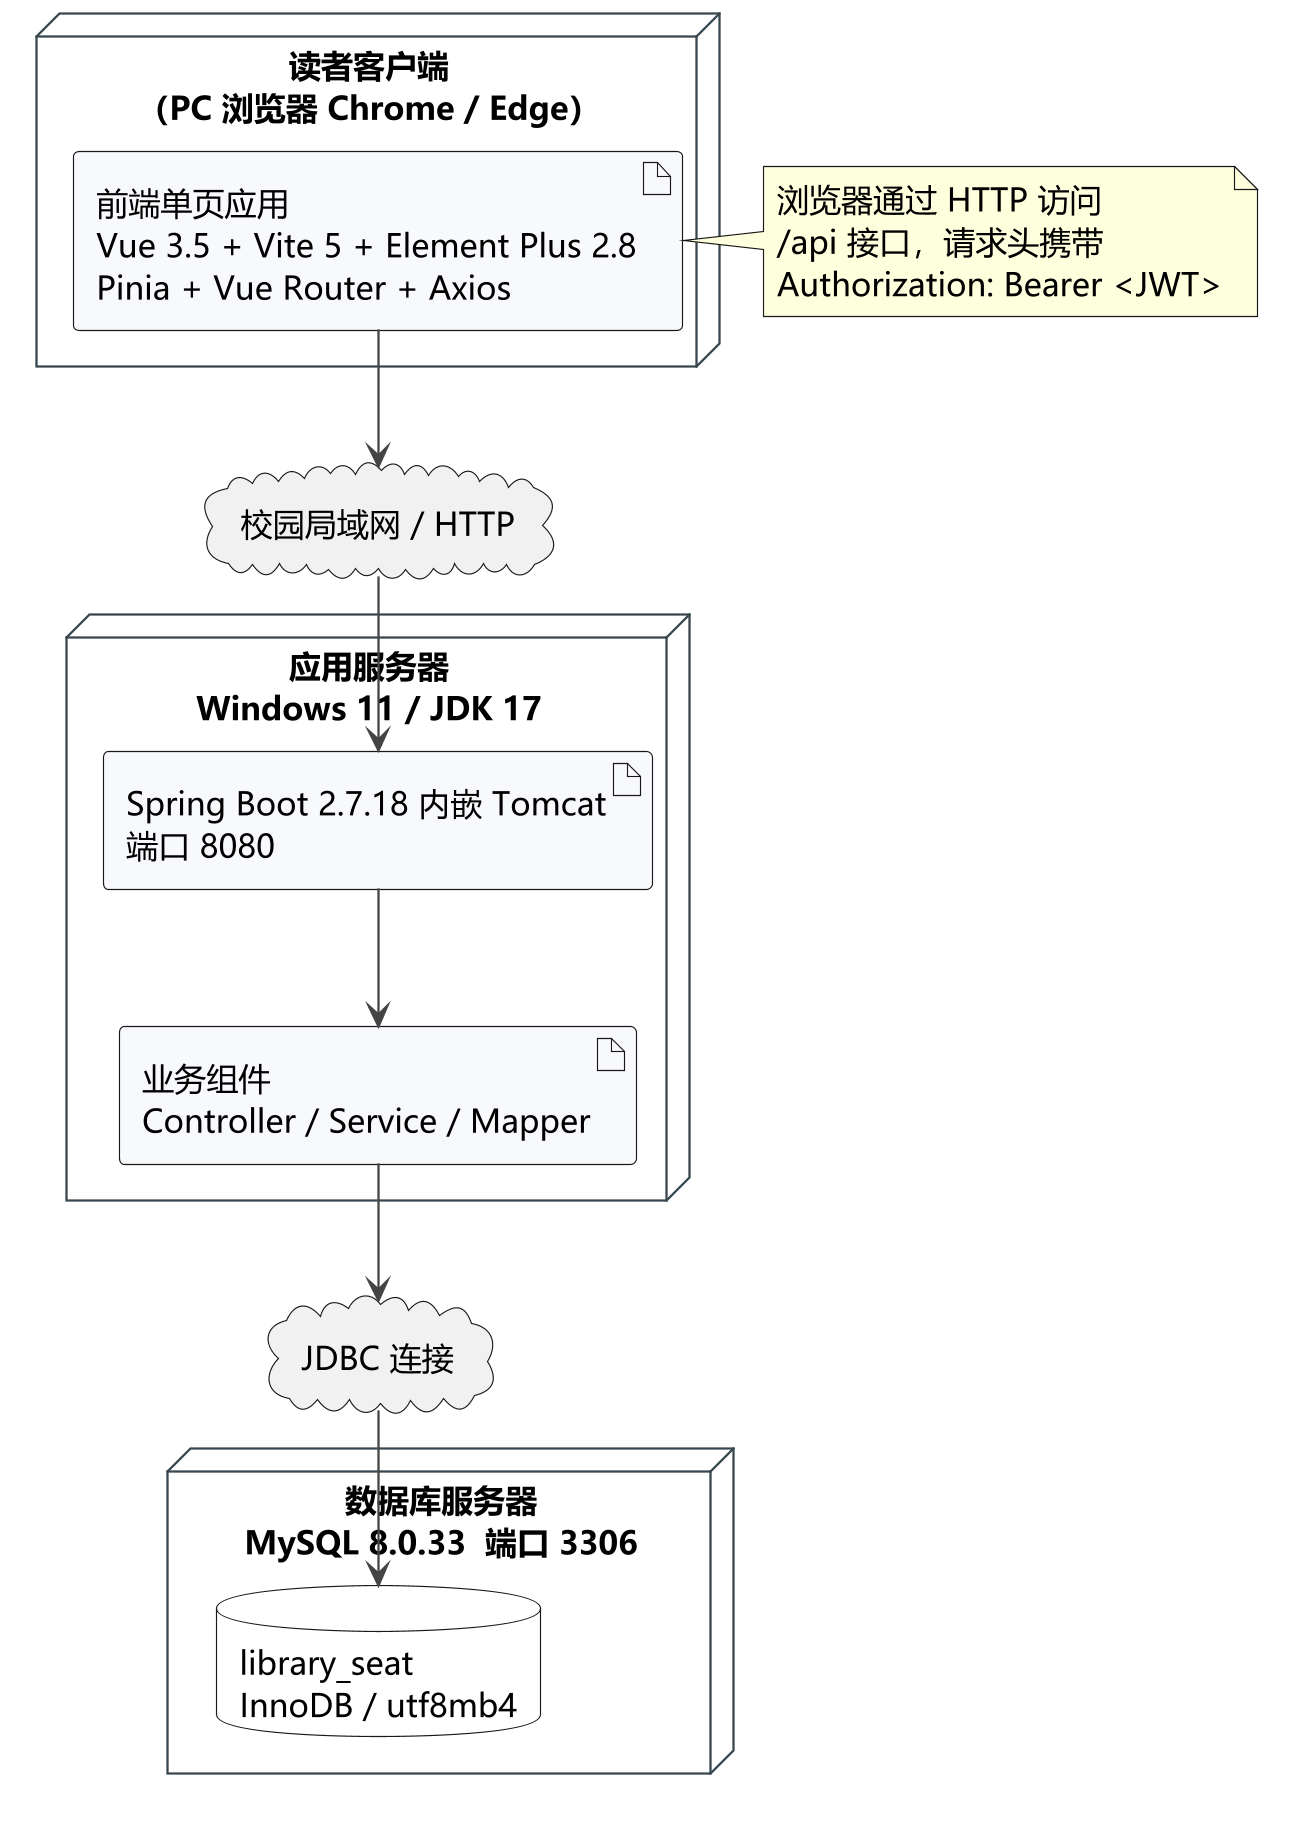 读者客户端
（PC 浏览器 Chrome / Edge）
前端单页应用
Vue 3.5 + Vite 5 + Element Plus 2.8
Pinia + Vue Router + Axios
浏览器通过 HTTP 访问
/api 接口，请求头携带
Authorization: Bearer <JWT>
校园局域网 / HTTP
应用服务器
Windows 11 / JDK 17
Spring Boot 2.7.18 内嵌 Tomcat
端口 8080
业务组件
Controller / Service / Mapper
JDBC 连接
数据库服务器
MySQL 8.0.33  端口 3306
library_seat
InnoDB / utf8mb4